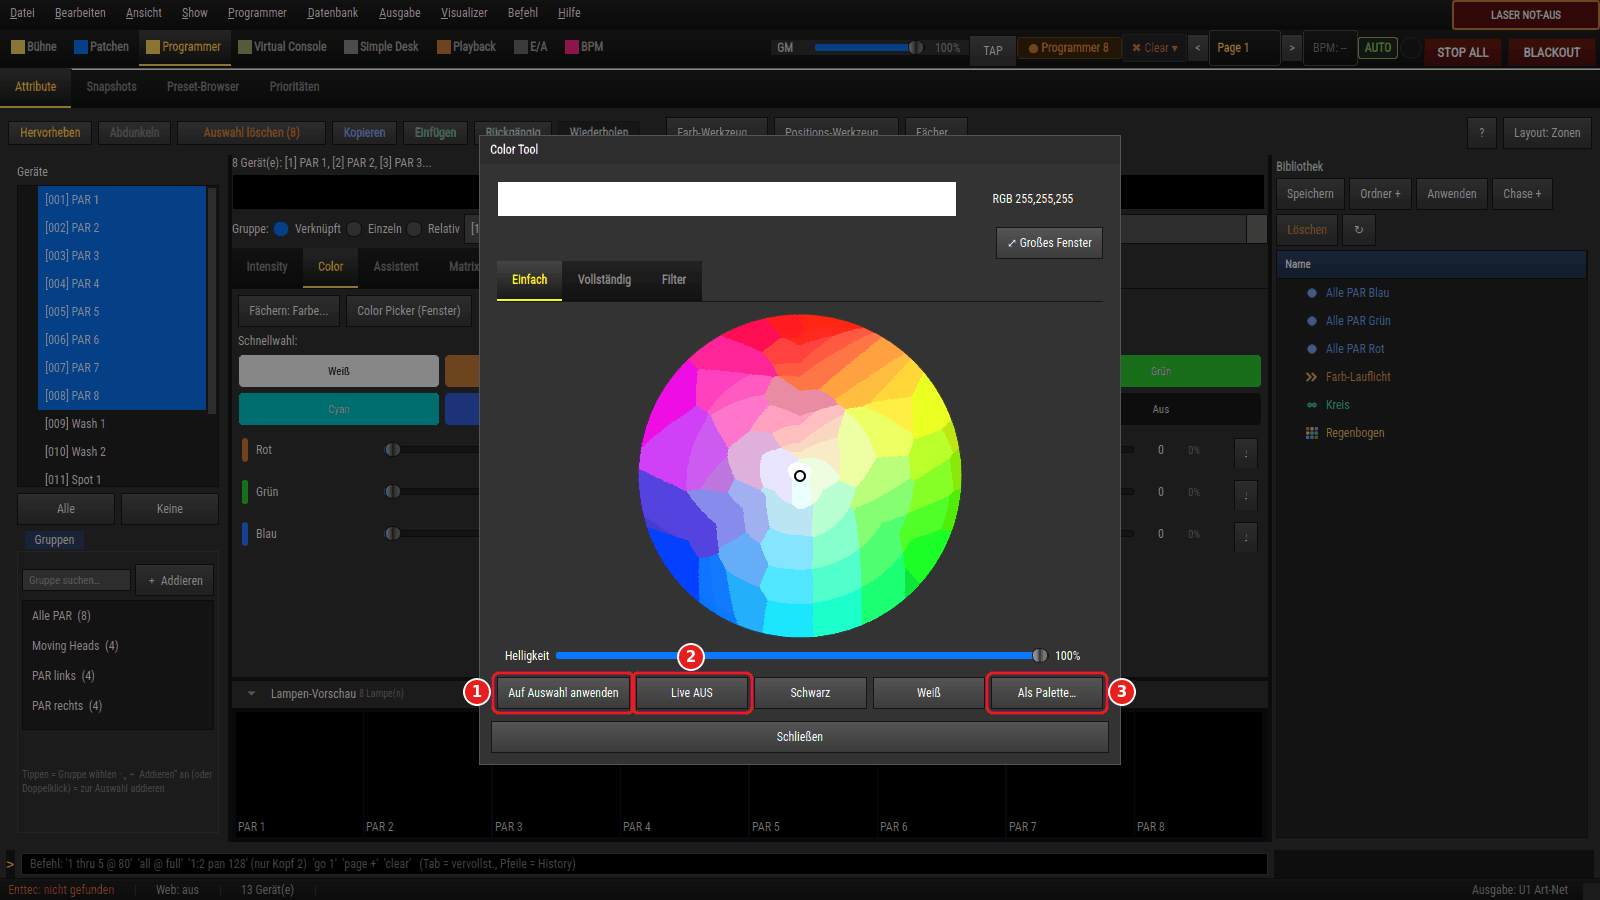 Datei Bearbeiten Ansicht Show Programmer Datenbank Ausgabe Visualizer Befehl Hilfe
LASER NOT-AUS
Bühne Patchen Programmer Virtual Console Simple Desk Playback E/A BPM
GM 100% TAP Programmer 8 ✖ Clear ▾ < Page 1 > BPM: -- AUTO STOP ALL BLACKOUT
Attribute Snapshots Preset-Browser Prioritäten
Hervorheben Abdunkeln Auswahl löschen (8) Kopieren Einfügen Rückgängig Wiederholen Farb-Werkzeug Positions-Werkzeug Fächer ? Layout: Zonen
Color Tool
Geräte
8 Gerät(e): [1] PAR 1, [2] PAR 2, [3] PAR 3...
Bibliothek
[001] PAR 1
[002] PAR 2
[003] PAR 3
[004] PAR 4
[005] PAR 5
[006] PAR 6
[007] PAR 7
[008] PAR 8
[009] Wash 1
[010] Wash 2
[011] Spot 1
Alle Keine
Gruppen
Gruppe suchen...
+ Addieren
Alle PAR (8)
Moving Heads (4)
PAR links (4)
PAR rechts (4)
Tippen = Gruppe wählen · „ + Addieren" an (oder
Doppelklick) = zur Auswahl addieren
Gruppe: Verknüpft Einzeln Relativ [1
Intensity Color Assistent Matrix
Fächern: Farbe... Color Picker (Fenster)
Schnellwahl:
Weiß Grün
Cyan Aus
Rot 0 0%
Grün 0 0%
Blau 0 0%
RGB 255,255,255
⤢ Großes Fenster
Einfach Vollständig Filter
Helligkeit 100%
1 2 3
Auf Auswahl anwenden Live AUS Schwarz Weiß Als Palette...
Schließen
Lampen-Vorschau 8 Lampe(n)
PAR 1 PAR 2 PAR 3 PAR 4 PAR 5 PAR 6 PAR 7 PAR 8
Speichern Ordner + Anwenden Chase +
Löschen ↻
Name
Alle PAR Blau
Alle PAR Grün
Alle PAR Rot
Farb-Lauflicht
Kreis
Regenbogen
> Befehl: '1 thru 5 @ 80' 'all @ full' '1:2 pan 128' (nur Kopf 2) 'go 1' 'page +' 'clear' (Tab = vervollst., Pfeile = History)
Enttec: nicht gefunden Web: aus 13 Gerät(e) Ausgabe: U1 Art-Net